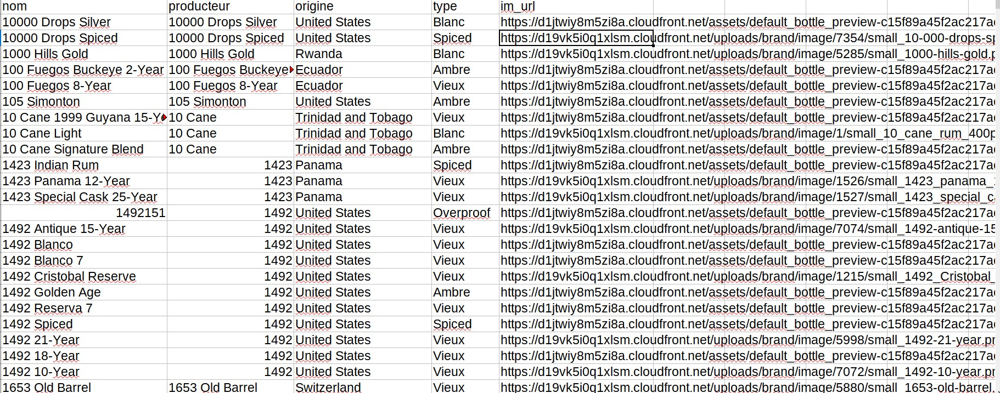 nom producteur origine type im_url
10000 Drops Silver 10000 Drops Silver United States Blanc https://d1jtwiy8m5zi8a.cloudfront.net/assets/default_bottle_preview-c15f89a45f2ac217a
10000 Drops Spiced 10000 Drops Spiced United States Spiced https://d19vk5i0q1xlsm.cloudfront.net/uploads/brand/image/7354/small_10-000-drops-sp
1000 Hills Gold 1000 Hills Gold Rwanda Blanc https://d19vk5i0q1xlsm.cloudfront.net/uploads/brand/image/5285/small_1000-hills-gold.p
100 Fuegos Buckeye 2-Year 100 Fuegos Buckeye Ecuador Ambre https://d1jtwiy8m5zi8a.cloudfront.net/assets/default_bottle_preview-c15f89a45f2ac217a
100 Fuegos 8-Year 100 Fuegos 8-Year Ecuador Vieux https://d1jtwiy8m5zi8a.cloudfront.net/assets/default_bottle_preview-c15f89a45f2ac217a
105 Simonton 105 Simonton United States Ambre https://d1jtwiy8m5zi8a.cloudfront.net/assets/default_bottle_preview-c15f89a45f2ac217a
10 Cane 1999 Guyana 15-Ye 10 Cane Trinidad and Tobago Vieux https://d1jtwiy8m5zi8a.cloudfront.net/assets/default_bottle_preview-c15f89a45f2ac217a
10 Cane Light 10 Cane Trinidad and Tobago Blanc https://d19vk5i0q1xlsm.cloudfront.net/uploads/brand/image/1/small_10_cane_rum_400p
10 Cane Signature Blend 10 Cane Trinidad and Tobago Ambre https://d1jtwiy8m5zi8a.cloudfront.net/assets/default_bottle_preview-c15f89a45f2ac217a
1423 Indian Rum 1423 Panama Spiced https://d1jtwiy8m5zi8a.cloudfront.net/assets/default_bottle_preview-c15f89a45f2ac217a
1423 Panama 12-Year 1423 Panama Vieux https://d19vk5i0q1xlsm.cloudfront.net/uploads/brand/image/1526/small_1423_panama_
1423 Special Cask 25-Year 1423 Panama Vieux https://d19vk5i0q1xlsm.cloudfront.net/uploads/brand/image/1527/small_1423_special_ca
1492151 1492 United States Overproof https://d1jtwiy8m5zi8a.cloudfront.net/assets/default_bottle_preview-c15f89a45f2ac217a
1492 Antique 15-Year 1492 United States Vieux https://d19vk5i0q1xlsm.cloudfront.net/uploads/brand/image/7074/small_1492-antique-15
1492 Blanco 1492 United States Vieux https://d1jtwiy8m5zi8a.cloudfront.net/assets/default_bottle_preview-c15f89a45f2ac217a
1492 Blanco 7 1492 United States Vieux https://d1jtwiy8m5zi8a.cloudfront.net/assets/default_bottle_preview-c15f89a45f2ac217a
1492 Cristobal Reserve 1492 United States Vieux https://d19vk5i0q1xlsm.cloudfront.net/uploads/brand/image/1215/small_1492_Cristobal_
1492 Golden Age 1492 United States Ambre https://d1jtwiy8m5zi8a.cloudfront.net/assets/default_bottle_preview-c15f89a45f2ac217a
1492 Reserva 7 1492 United States Vieux https://d1jtwiy8m5zi8a.cloudfront.net/assets/default_bottle_preview-c15f89a45f2ac217a
1492 Spiced 1492 United States Spiced https://d1jtwiy8m5zi8a.cloudfront.net/assets/default_bottle_preview-c15f89a45f2ac217a
1492 21-Year 1492 United States Vieux https://d19vk5i0q1xlsm.cloudfront.net/uploads/brand/image/5998/small_1492-21-year.pn
1492 18-Year 1492 United States Vieux https://d1jtwiy8m5zi8a.cloudfront.net/assets/default_bottle_preview-c15f89a45f2ac217a
1492 10-Year 1492 United States Vieux https://d19vk5i0q1xlsm.cloudfront.net/uploads/brand/image/7072/small_1492-10-year.pn
1653 Old Barrel 1653 Old Barrel Switzerland Vieux https://d19vk5i0q1xlsm.cloudfront.net/uploads/brand/image/5880/small_1653-old-barrel.